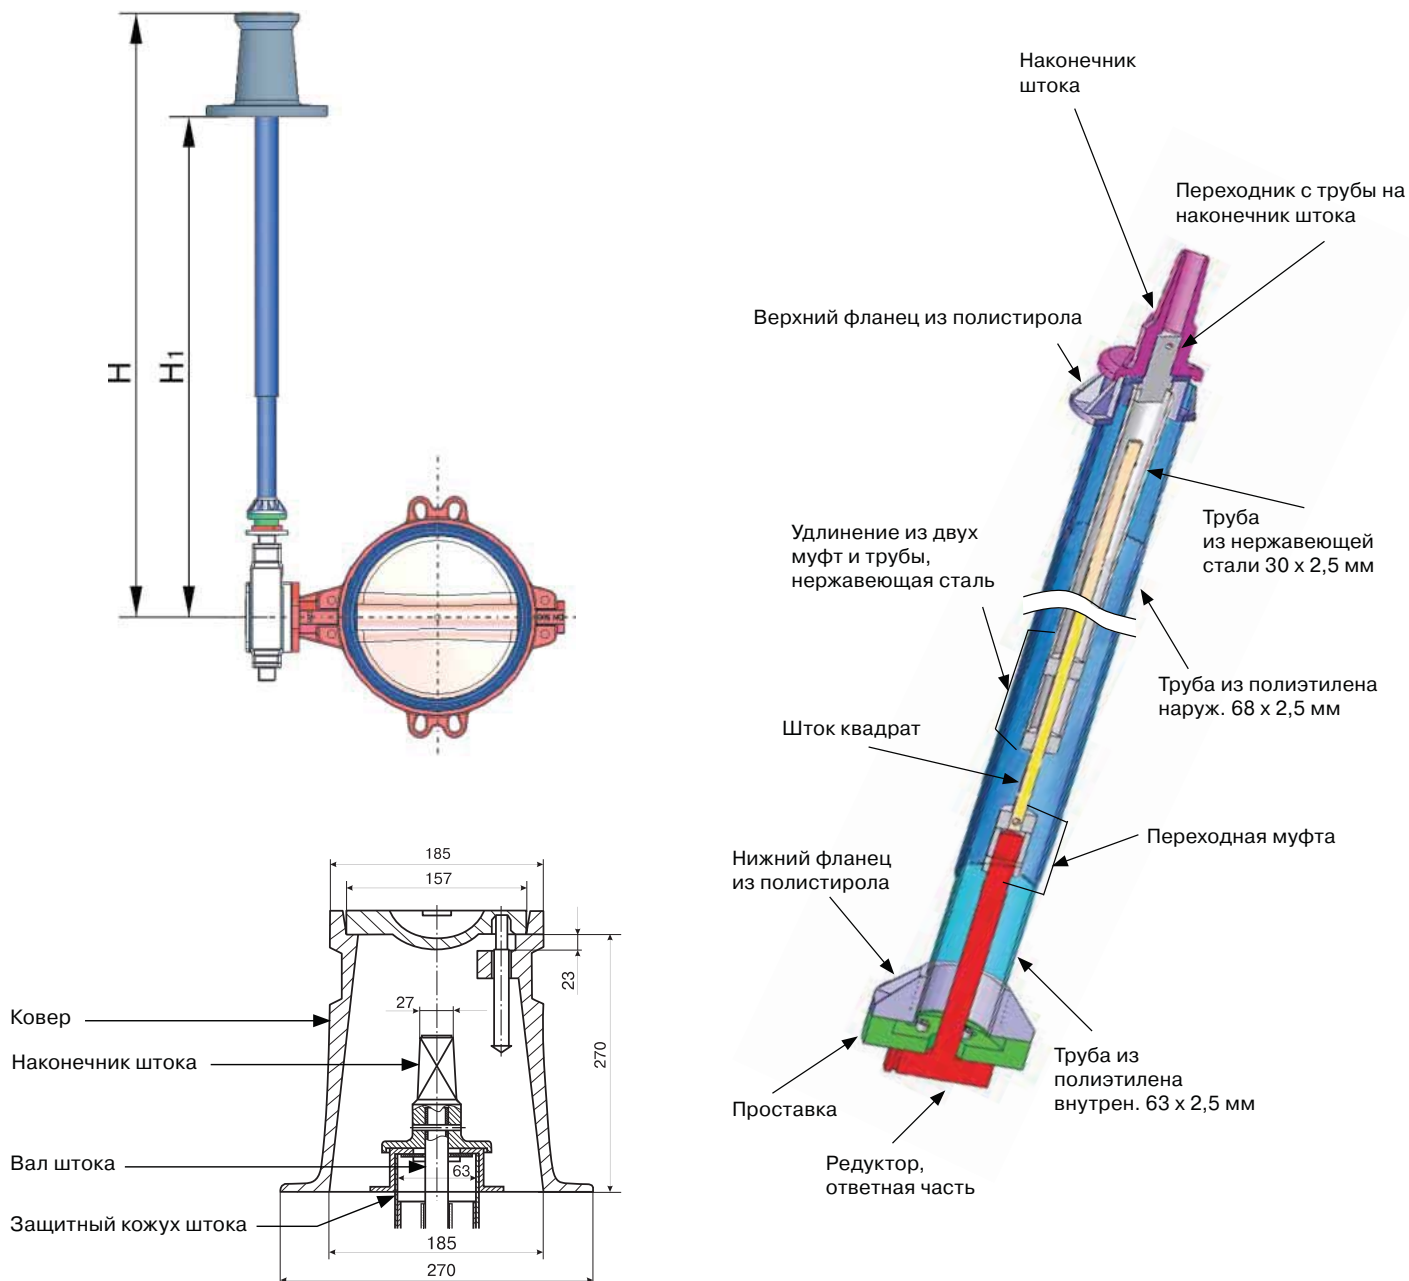 H
H1
Наконечник
штока
Переходник с трубы на
наконечник штока
Верхний фланец из полистирола
Удлинение из двух
муфт и трубы,
нержавеющая сталь
Труба
из нержавеющей
стали 30 x 2,5 мм
Труба из полиэтилена
наруж. 68 x 2,5 мм
Шток квадрат
Переходная муфта
Нижний фланец
из полистирола
Труба из
полиэтилена
внутрен. 63 x 2,5 мм
Проставка
Редуктор,
ответная часть
185
157
23
27
270
63
185
270
Ковер
Наконечник штока
Вал штока
Защитный кожух штока